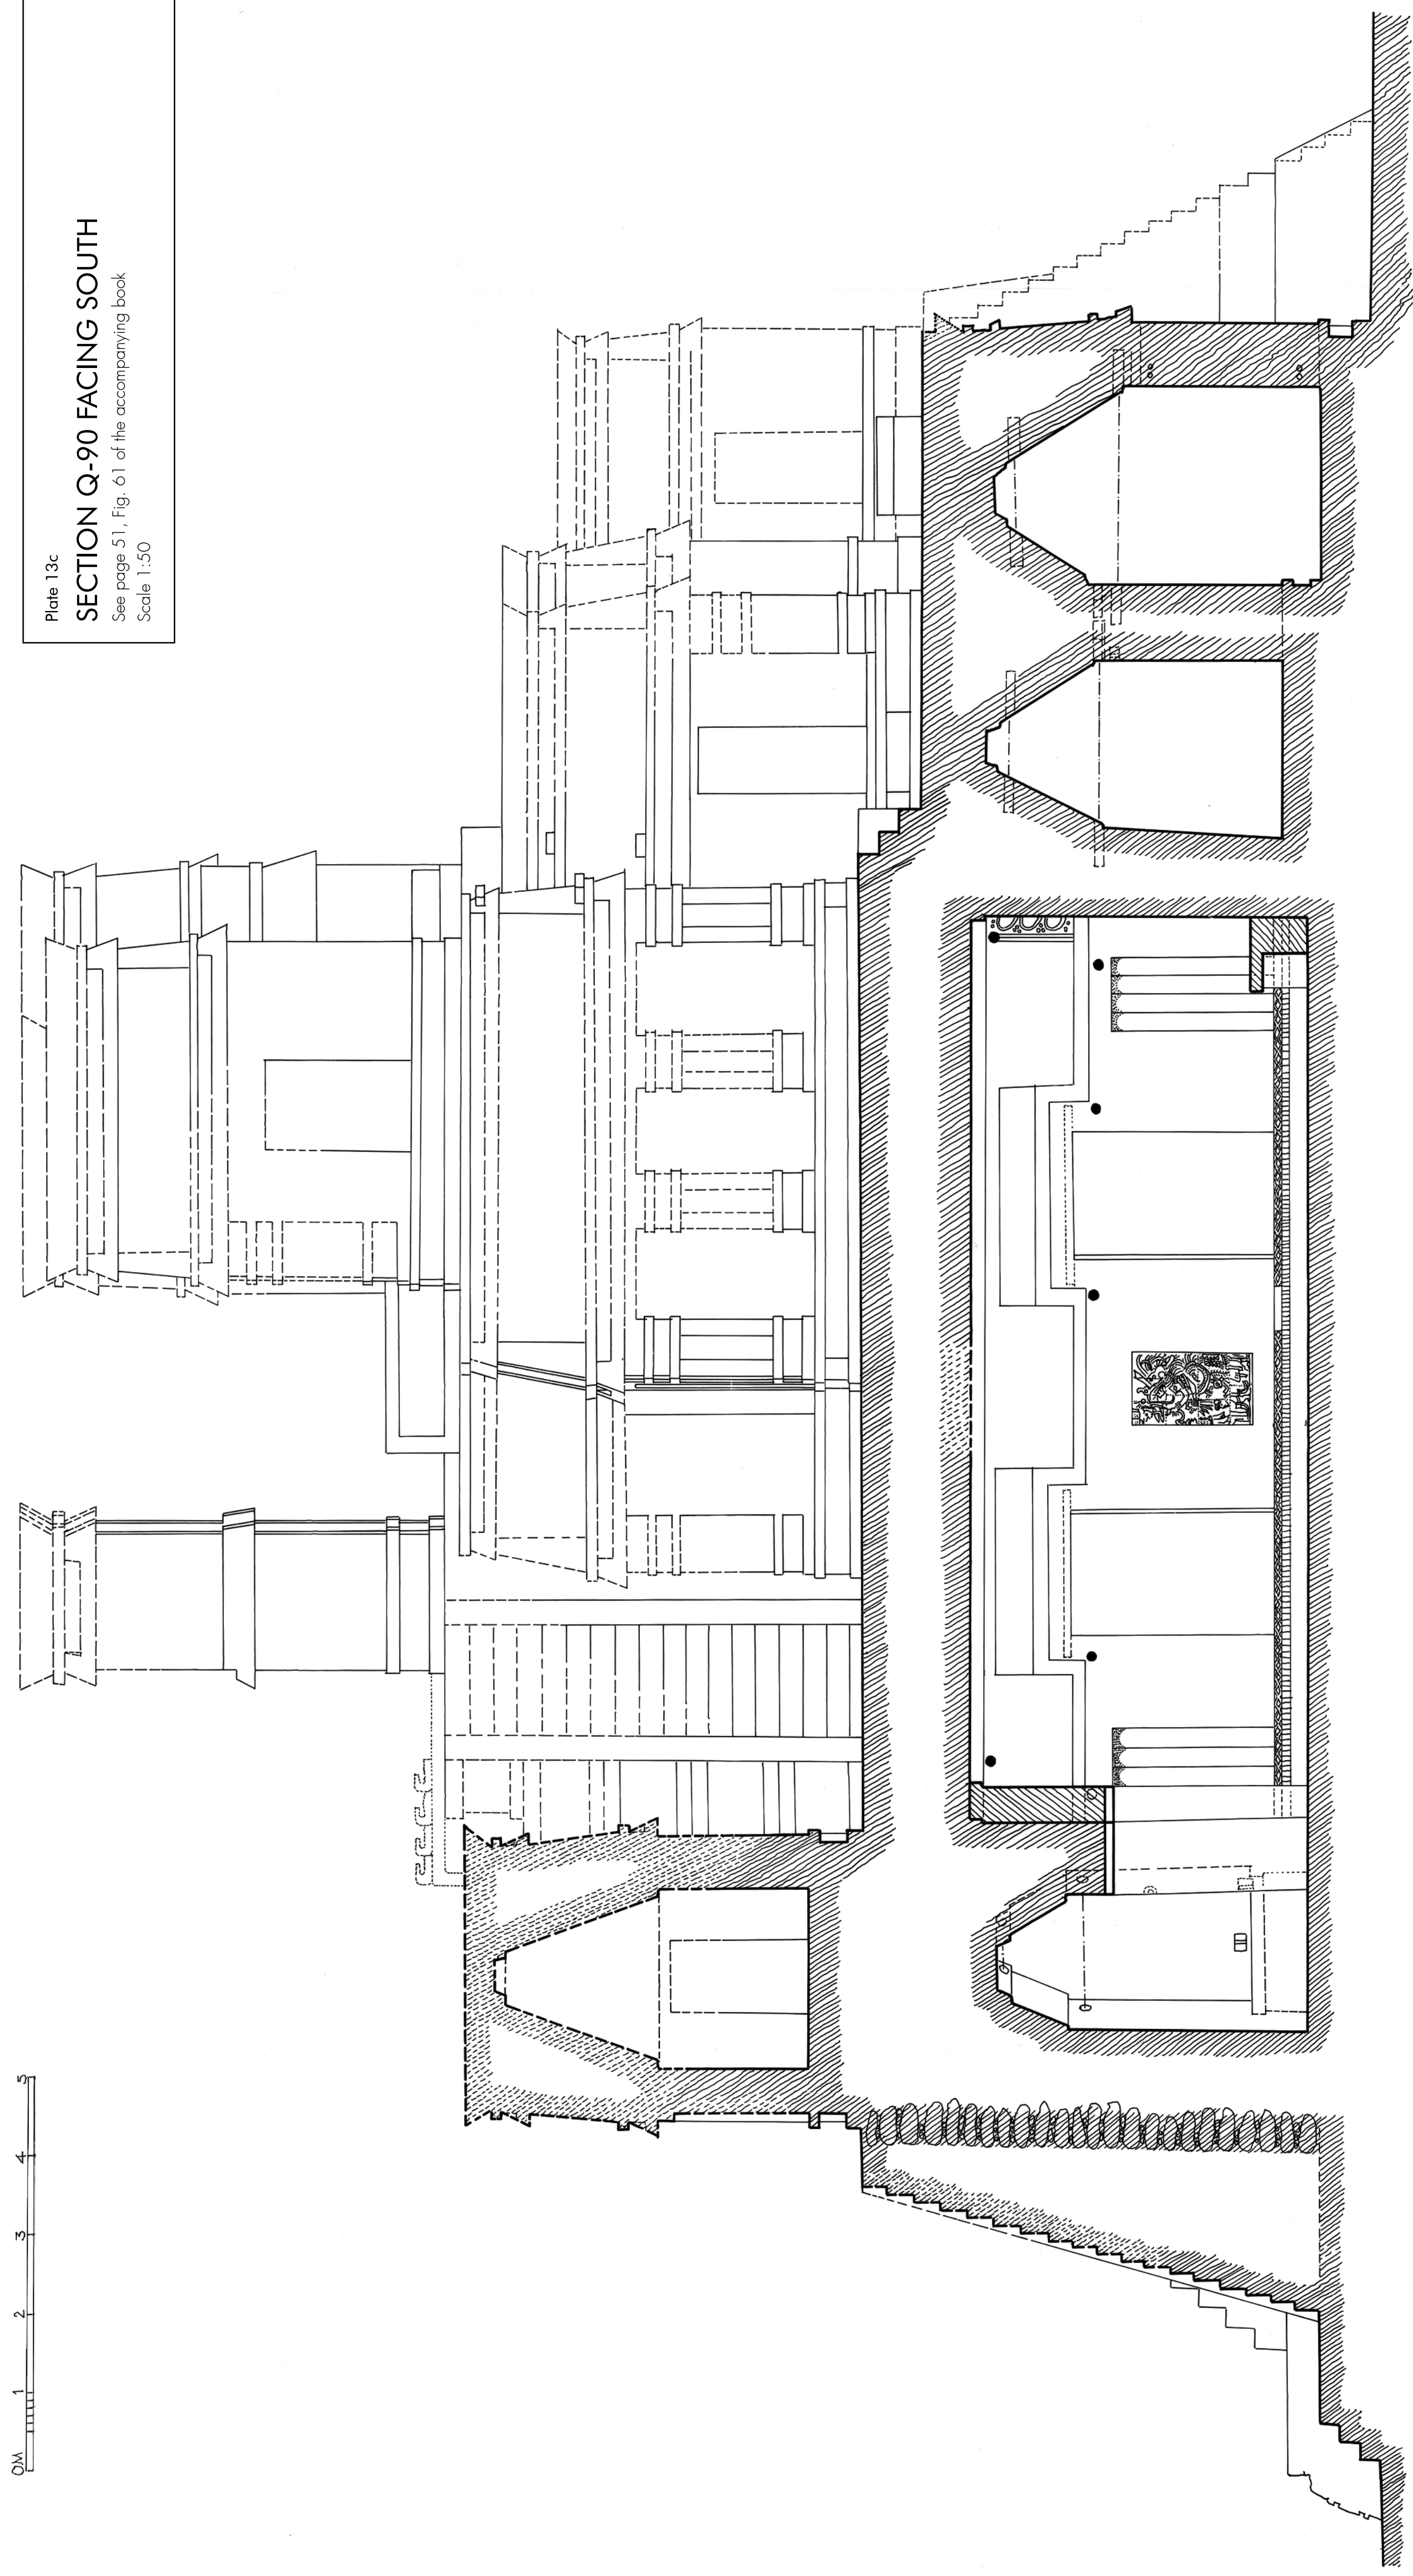 Plate 13c
SECTION Q-90 FACING SOUTH
See page 51, Fig. 61 of the accompanying book
Scale 1:50
0M 1 2 3 4 5